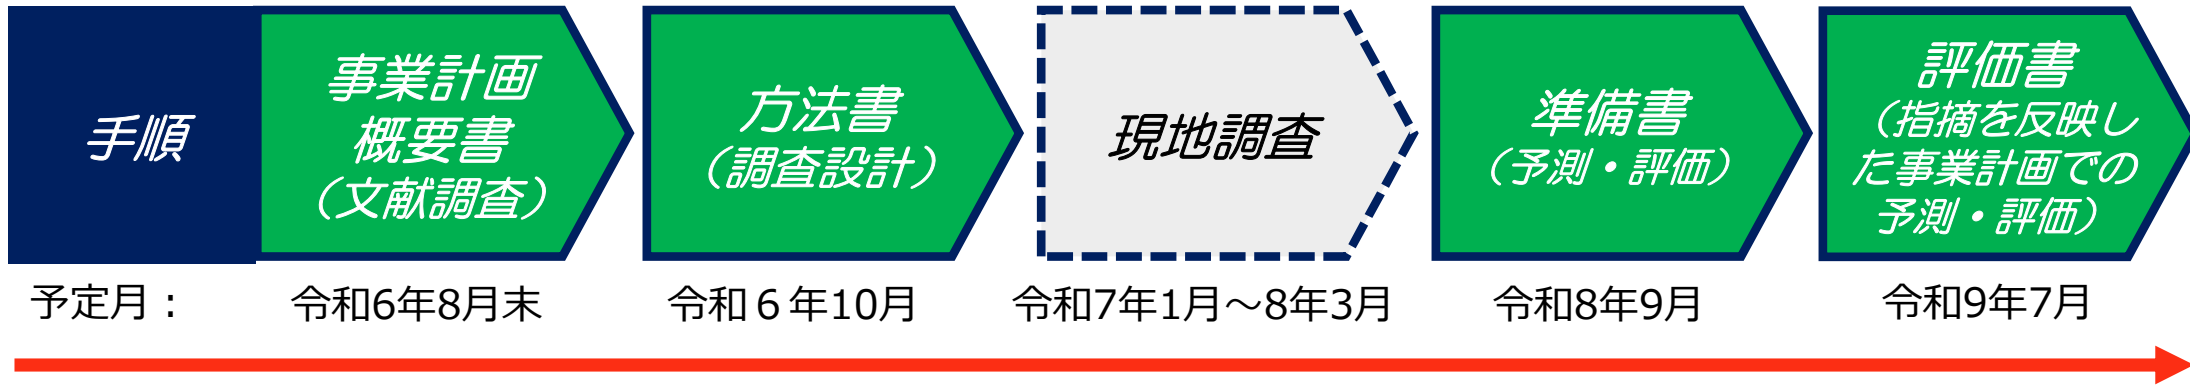 手順
事業計画
概要書
（文献調査）
方法書
（調査設計）
現地調査
準備書
（予測・評価）
評価書
（指摘を反映し
た事業計画での
予測・評価）
予定月：
令和6年8月末
令和６年10月
令和7年1月～8年3月
令和8年9月
令和9年7月